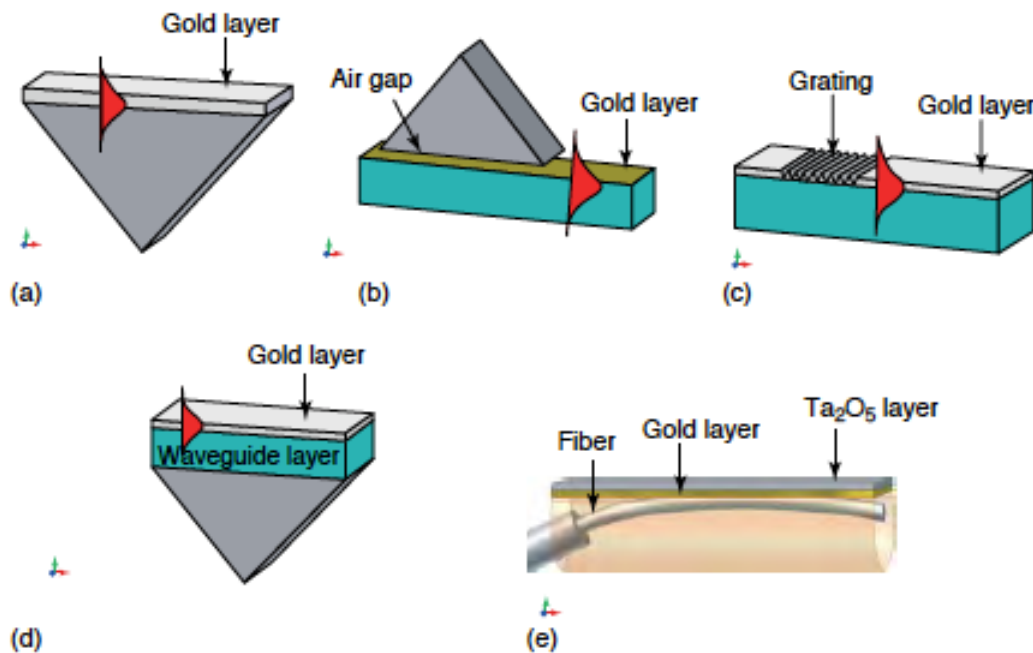 Gold layer
Air gap
Gold layer
Grating
Gold layer
(a)
(b)
(c)
Gold layer
Waveguide layer
Ta₂O₅ layer
Gold layer
Fiber
(d)
(e)